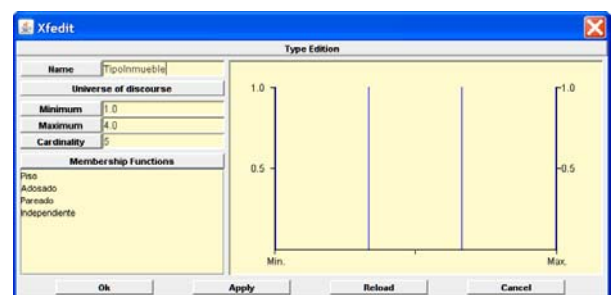 Xfedit
Type Edition
Name TipoInmueble
Universe of discourse
Minimum 1.0
Maximum 4.0
Cardinality 5
Membership Functions
Piso
Adosado
Pareado
Independiente
1.0 1.0
0.5 0.5
Min. Max.
Ok Apply Reload Cancel